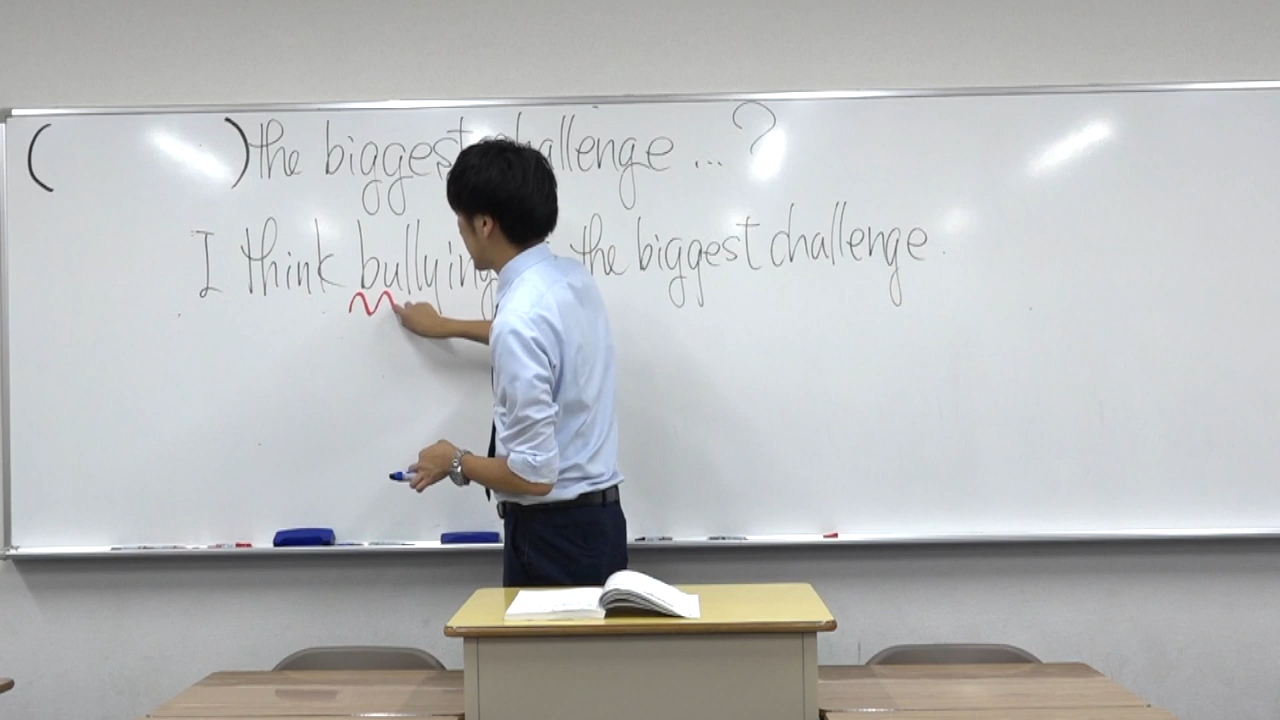 (          ) the biggest challenge ... ?
I think bullying the biggest challenge.